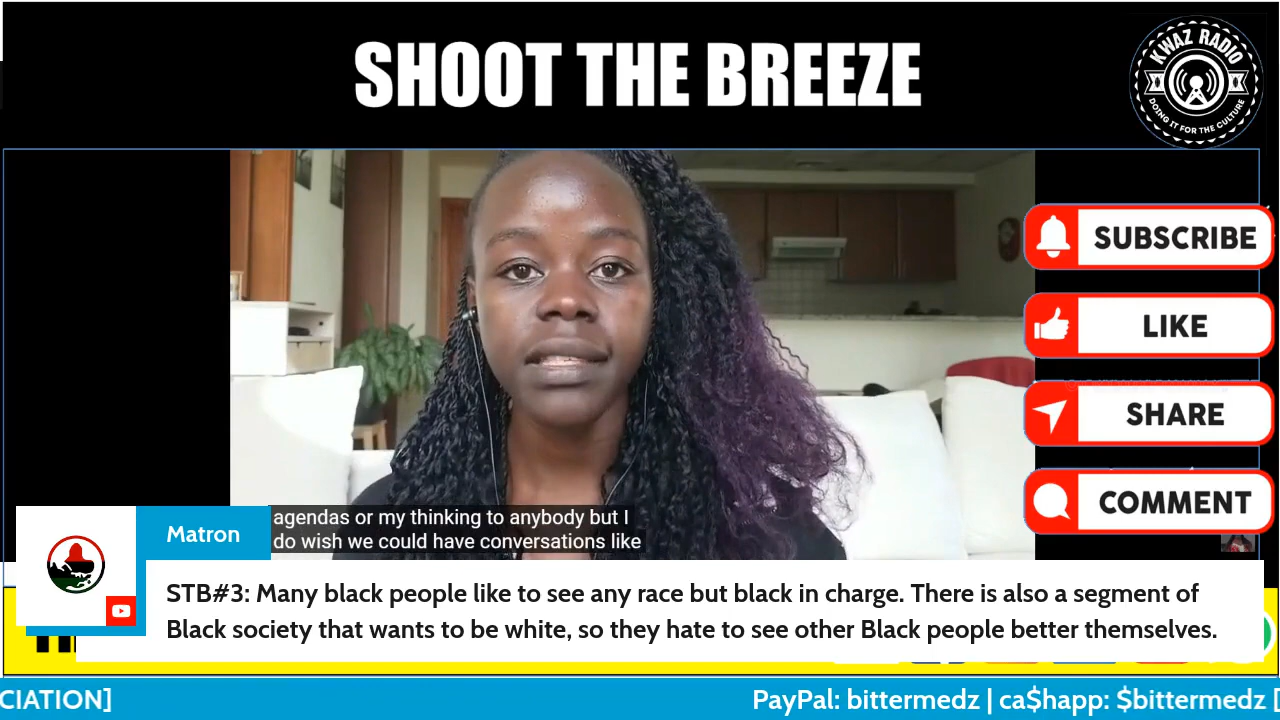 SHOOT THE BREEZE
KWAZ RADIO
DOING IT FOR THE CULTURE
SUBSCRIBE
LIKE
SHARE
COMMENT
agendas or my thinking to anybody but I
do wish we could have conversations like
Matron
STB#3: Many black people like to see any race but black in charge. There is also a segment of
Black society that wants to be white, so they hate to see other Black people better themselves.
CIATION]
PayPal: bittermedz | ca$happ: $bittermedz [